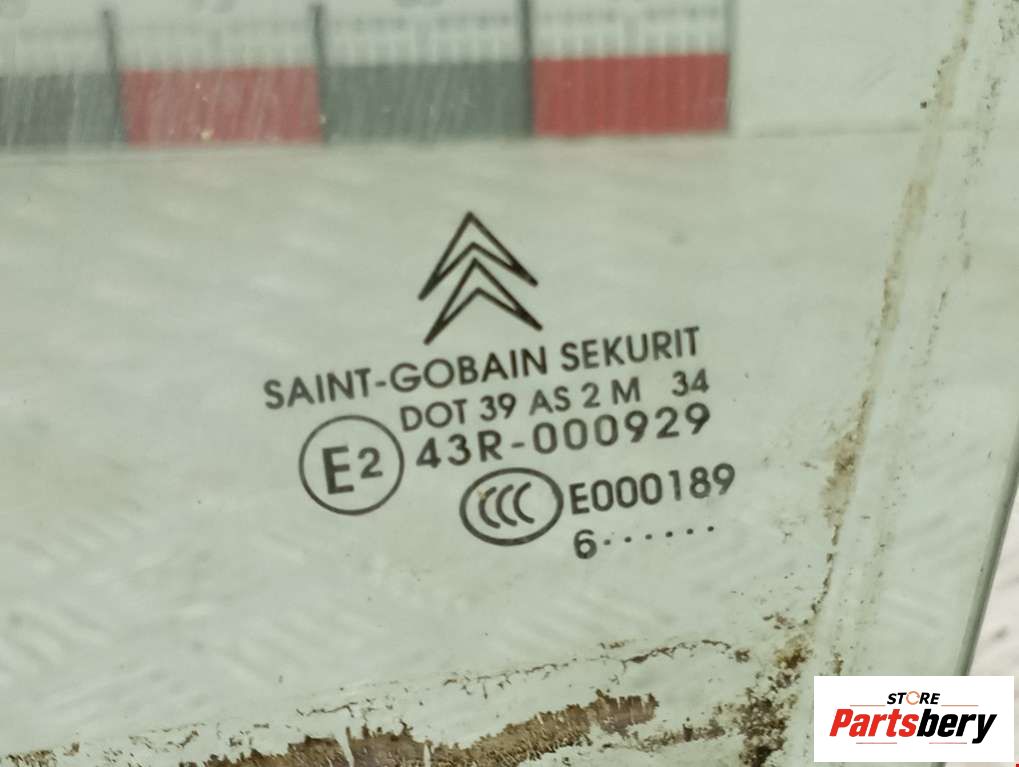 SAINT-GOBAIN SEKURIT
DOT 39 AS 2 M 34
E2 43R-000929
CCC E000189
6······
STORE
Partsbery